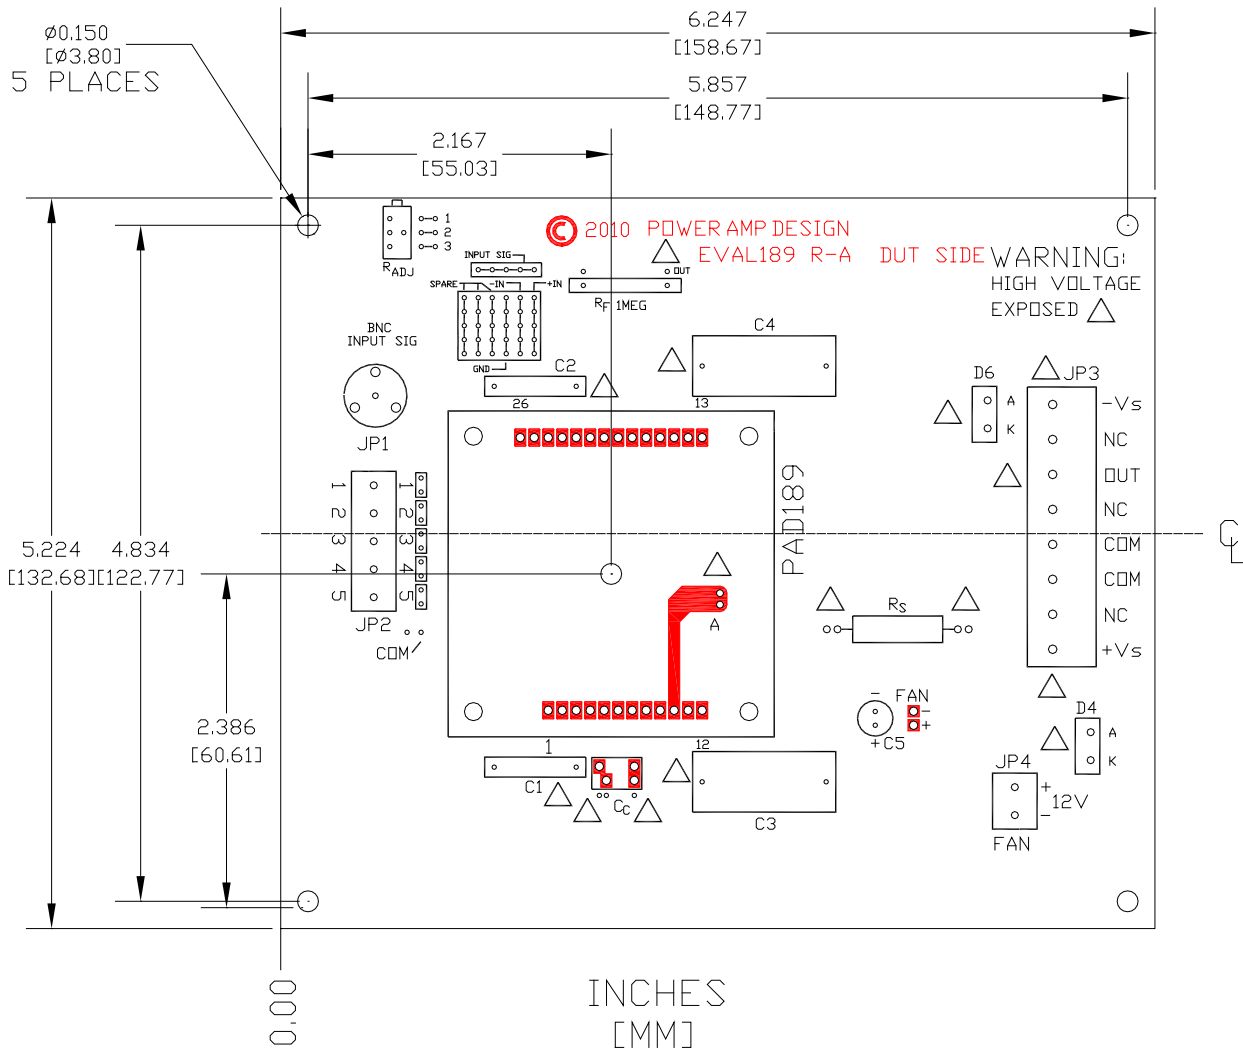 6.247
[158.67]
ø0.150
[ø3.80]
5 PLACES
5.857
[148.77]
2.167
[55.03]
© 2010 POWER AMP DESIGN
EVAL189 R-A DUT SIDE
WARNING:
HIGH VOLTAGE
EXPOSED
1
2
3
RADJ
INPUT SIG
SPARE -IN +IN
GND
OUT
RF 1MEG
BNC
INPUT SIG
JP1
C2
C4
26
13
D6
A
K
JP3
-Vs
NC
OUT
NC
COM
COM
NC
+Vs
PAD189
1 1
2 2
3 3
4 4
5 5
JP2
COM
A
Rs
5.224
[132.68]
4.834
[122.77]
CL
2.386
[60.61]
-
+C5
FAN
-
+
D4
A
K
1
12
C1
CC
C3
JP4
+
12V
-
FAN
0.00
INCHES
[MM]